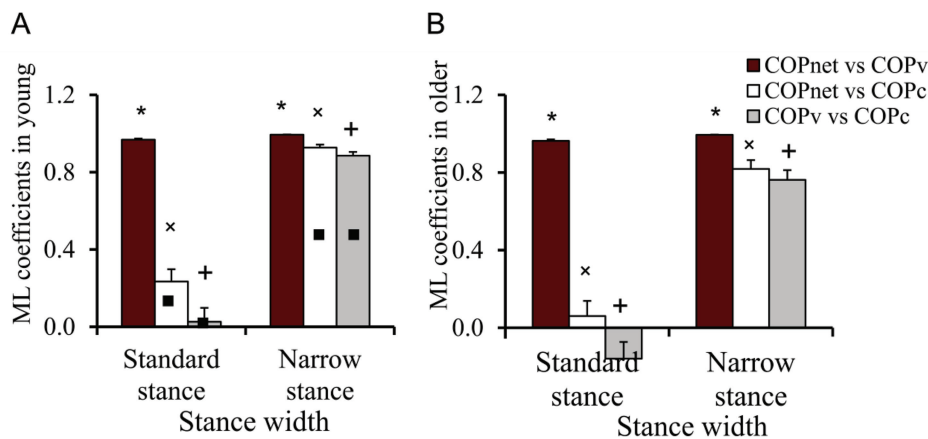 A
ML coefficients in young
1.2
0.8
0.4
0.0
*
×
+
*
×
+
Standard
stance
Narrow
stance
Stance width
B
COPnet vs COPv
COPnet vs COPc
COPv vs COPc
ML coefficients in older
1.2
0.8
0.4
0.0
*
×
+
*
×
+
Standard
stance
Narrow
stance
Stance width